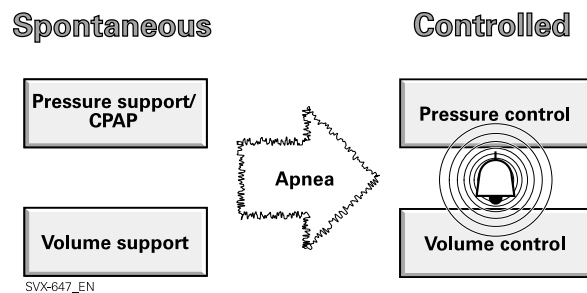 Spontaneous
Controlled
Pressure support/
CPAP
Pressure control
Apnea
Volume support
Volume control
SVX-647_EN